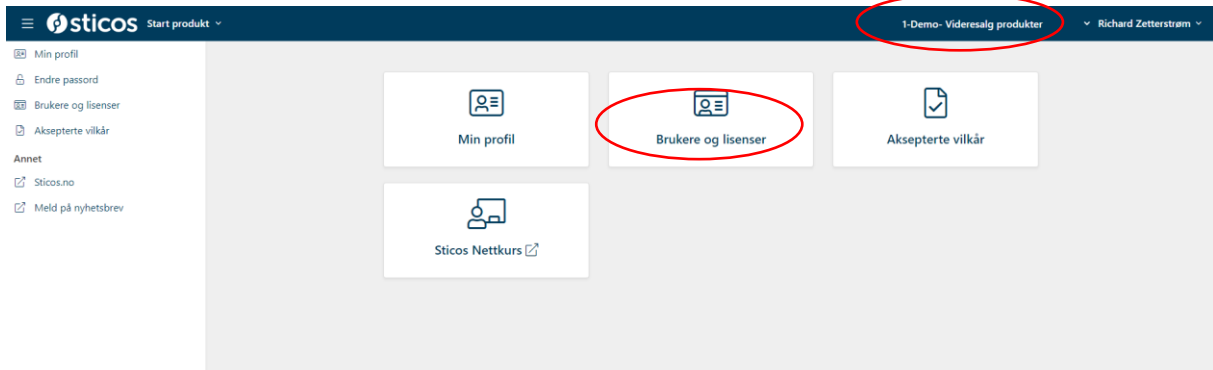 sticos Start produkt 1-Demo- Videresalg produkter Richard Zetterstrøm
Min profil
Endre passord
Brukere og lisenser
Aksepterte vilkår
Annet
Sticos.no
Meld på nyhetsbrev
Min profil
Brukere og lisenser
Aksepterte vilkår
Sticos Nettkurs